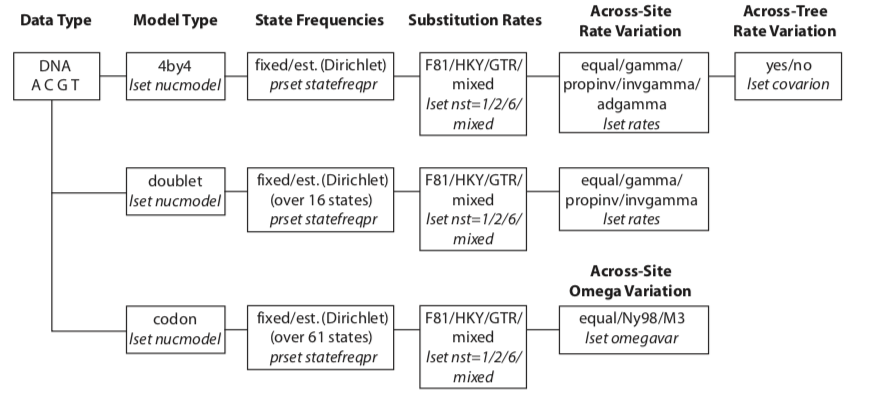 Data Type
Model Type
State Frequencies
Substitution Rates
Across-Site
Rate Variation
Across-Tree
Rate Variation
DNA
A C G T
4by4
lset nucmodel
fixed/est. (Dirichlet)
prset statefreqpr
F81/HKY/GTR/
mixed
lset nst=1/2/6/
mixed
equal/gamma/
propinv/invgamma/
adgamma
lset rates
yes/no
lset covarion
doublet
lset nucmodel
fixed/est. (Dirichlet)
(over 16 states)
prset statefreqpr
F81/HKY/GTR/
mixed
lset nst=1/2/6/
mixed
equal/gamma/
propinv/invgamma
lset rates
Across-Site
Omega Variation
codon
lset nucmodel
fixed/est. (Dirichlet)
(over 61 states)
prset statefreqpr
F81/HKY/GTR/
mixed
lset nst=1/2/6/
mixed
equal/Ny98/M3
lset omegavar